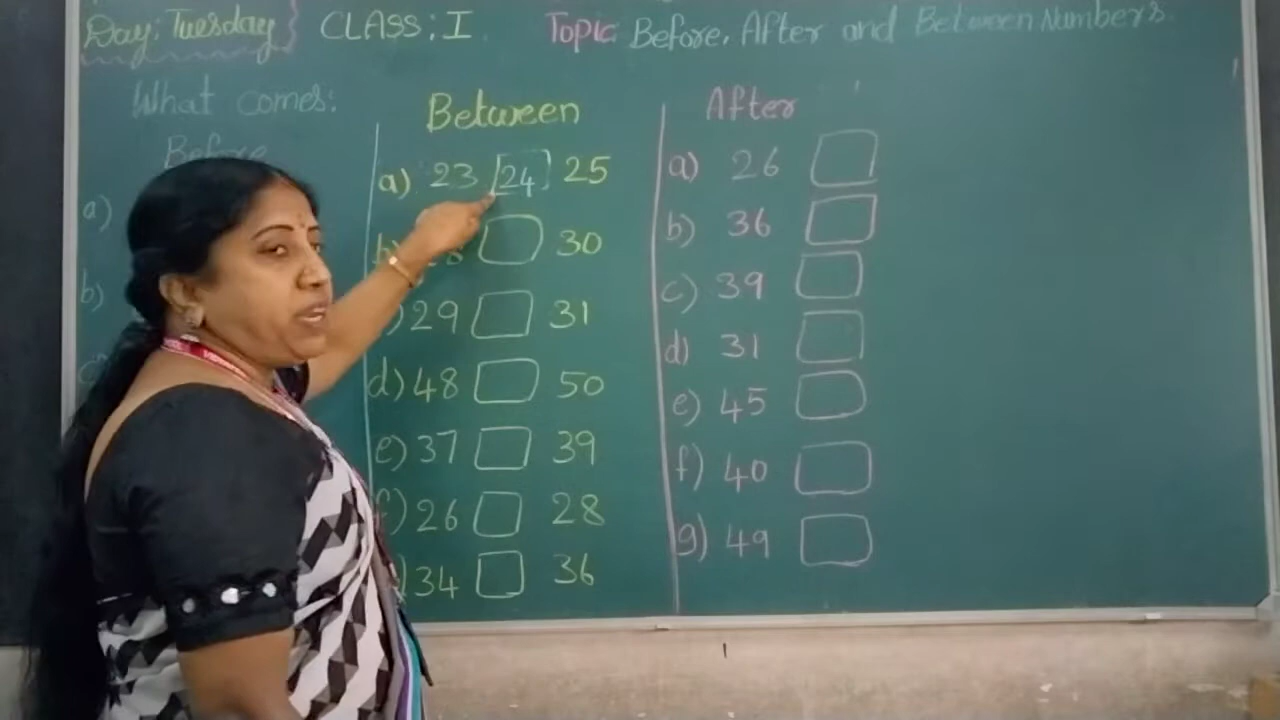 Day: Tuesday } CLASS: I Topic: Before, After and Between Numbers.
What comes:
Before
a)
b)
Between
a) 23 24 25
30
29 31
d) 48 50
e) 37 39
f) 26 28
34 36
After
a) 26
b) 36
c) 39
d) 31
e) 45
f) 40
g) 49